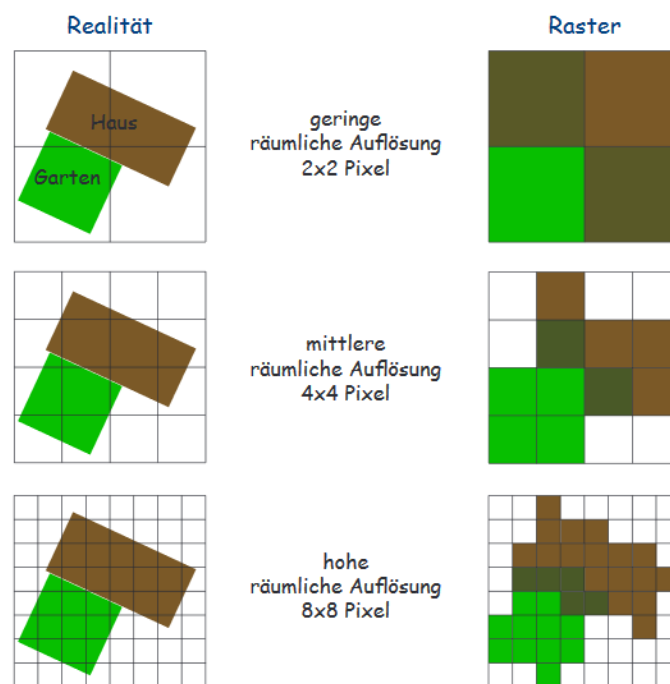 Realität
Raster
Haus
Garten
geringe
räumliche Auflösung
2x2 Pixel
mittlere
räumliche Auflösung
4x4 Pixel
hohe
räumliche Auflösung
8x8 Pixel